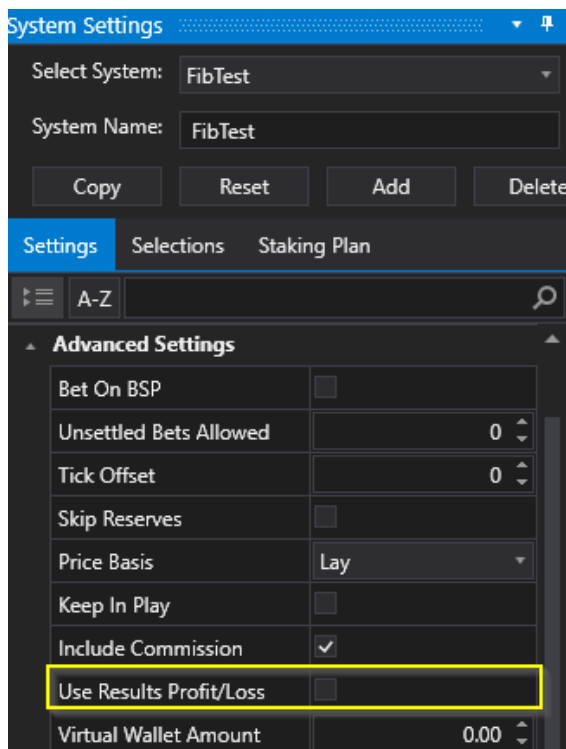 System Settings
Select System: FibTest
System Name: FibTest
Copy Reset Add Delete
Settings Selections Staking Plan
A-Z
Advanced Settings
Bet On BSP
Unsettled Bets Allowed 0
Tick Offset 0
Skip Reserves
Price Basis Lay
Keep In Play
Include Commission
Use Results Profit/Loss
Virtual Wallet Amount 0.00